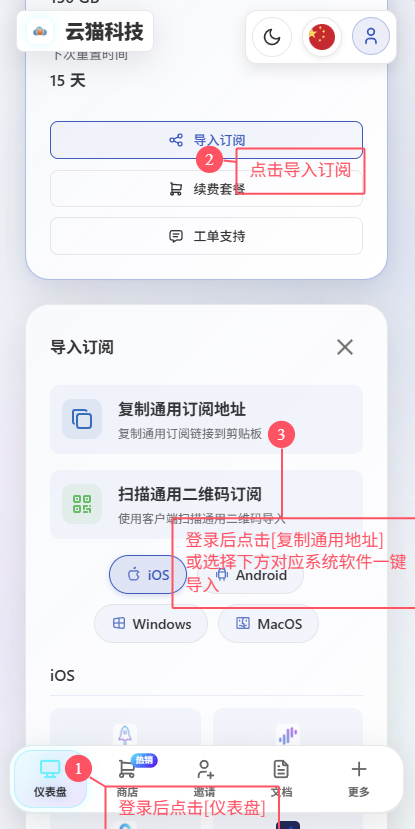 云猫科技
下次重置时间
15 天
导入订阅
2
点击导入订阅
续费套餐
工单支持
导入订阅
复制通用订阅地址
复制通用订阅链接到剪贴板
3
扫描通用二维码订阅
使用客户端扫描通用二维码导入
登录后点击[复制通用地址]
或选择下方对应系统软件一键
导入
iOS
Android
Windows
MacOS
iOS
1
热销
仪表盘
商店
邀请
文档
更多
登录后点击[仪表盘]